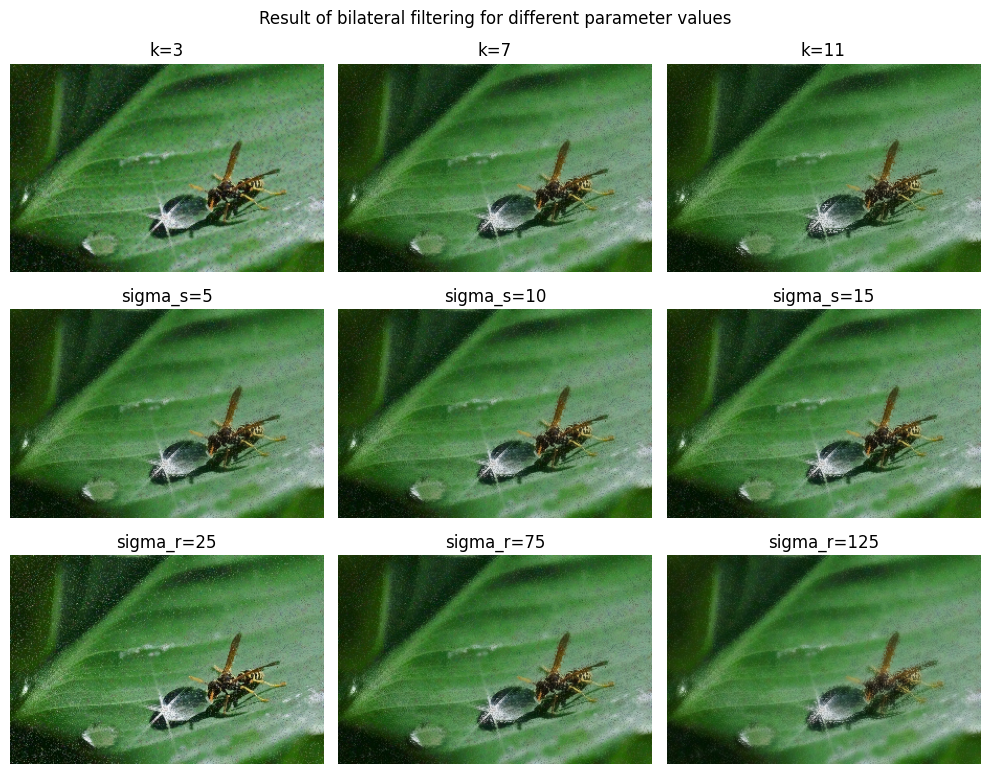 Result of bilateral filtering for different parameter values
k=3
k=7
k=11
sigma_s=5
sigma_s=10
sigma_s=15
sigma_r=25
sigma_r=75
sigma_r=125